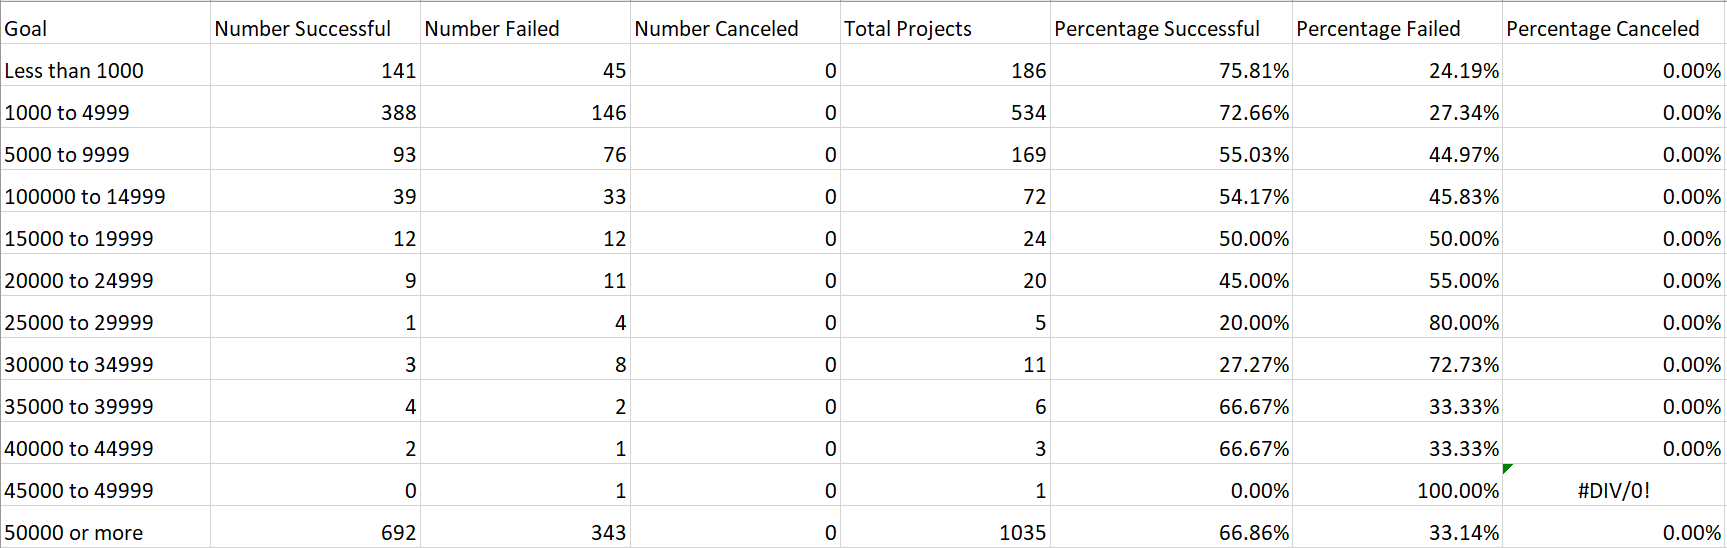 Goal Number Successful Number Failed Number Canceled Total Projects Percentage Successful Percentage Failed Percentage Canceled
Less than 1000 141 45 0 186 75.81% 24.19% 0.00%
1000 to 4999 388 146 0 534 72.66% 27.34% 0.00%
5000 to 9999 93 76 0 169 55.03% 44.97% 0.00%
100000 to 14999 39 33 0 72 54.17% 45.83% 0.00%
15000 to 19999 12 12 0 24 50.00% 50.00% 0.00%
20000 to 24999 9 11 0 20 45.00% 55.00% 0.00%
25000 to 29999 1 4 0 5 20.00% 80.00% 0.00%
30000 to 34999 3 8 0 11 27.27% 72.73% 0.00%
35000 to 39999 4 2 0 6 66.67% 33.33% 0.00%
40000 to 44999 2 1 0 3 66.67% 33.33% 0.00%
45000 to 49999 0 1 0 1 0.00% 100.00% #DIV/0!
50000 or more 692 343 0 1035 66.86% 33.14% 0.00%